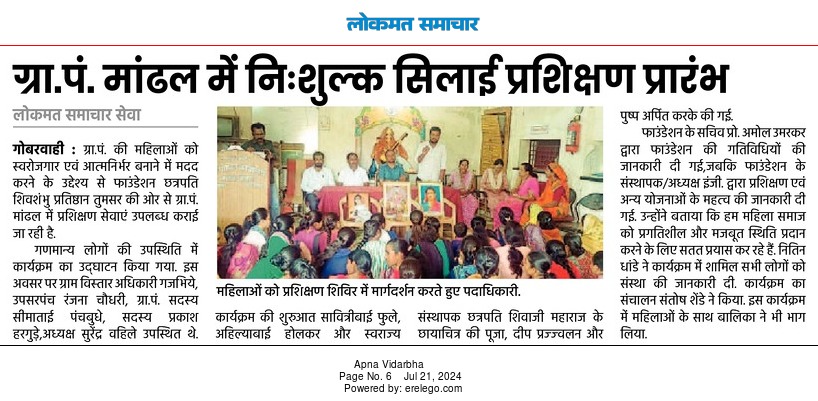 लोकमत समाचार
ग्रा.पं. मांढल में निःशुल्क सिलाई प्रशिक्षण प्रारंभ
लोकमत समाचार सेवा
गोबरवाही : ग्रा.पं. की महिलाओं को
स्वरोजगार एवं आत्मनिर्भर बनाने में मदद
करने के उद्देश्य से फाउंडेशन छत्रपति
शिवशंभु प्रतिष्ठान तुमसर की ओर से ग्रा.पं.
मांढल में प्रशिक्षण सेवाएं उपलब्ध कराई
जा रही है.
गणमान्य लोगों की उपस्थिति में
कार्यक्रम का उद्घाटन किया गया. इस
अवसर पर ग्राम विस्तार अधिकारी गजभिये,
उपसरपंच रंजना चौधरी, ग्रा.पं. सदस्य
सीमाताई पंचबुधे, सदस्य प्रकाश
हरगुड़े,अध्यक्ष सुरेंद्र वहिले उपस्थित थे.
महिलाओं को प्रशिक्षण शिविर में मार्गदर्शन करते हुए पदाधिकारी.
कार्यक्रम की शुरुआत सावित्रीबाई फुले,
अहिल्याबाई होलकर और स्वराज्य
संस्थापक छत्रपति शिवाजी महाराज के
छायाचित्र की पूजा, दीप प्रज्ज्वलन और
पुष्प अर्पित करके की गई.
फाउंडेशन के सचिव प्रो. अमोल उमरकर
द्वारा फाउंडेशन की गतिविधियों की
जानकारी दी गई,जबकि फाउंडेशन के
संस्थापक/अध्यक्ष इंजी. द्वारा प्रशिक्षण एवं
अन्य योजनाओं के महत्व की जानकारी दी
गई. उन्होंने बताया कि हम महिला समाज
को प्रगतिशील और मजबूत स्थिति प्रदान
करने के लिए सतत प्रयास कर रहे हैं. नितिन
धांडे ने कार्यक्रम में शामिल सभी लोगों को
संस्था की जानकारी दी. कार्यक्रम का
संचालन संतोष शेंडे ने किया. इस कार्यक्रम
में महिलाओं के साथ बालिका ने भी भाग
लिया.
Apna Vidarbha
Page No. 6 Jul 21, 2024
Powered by: erelego.com